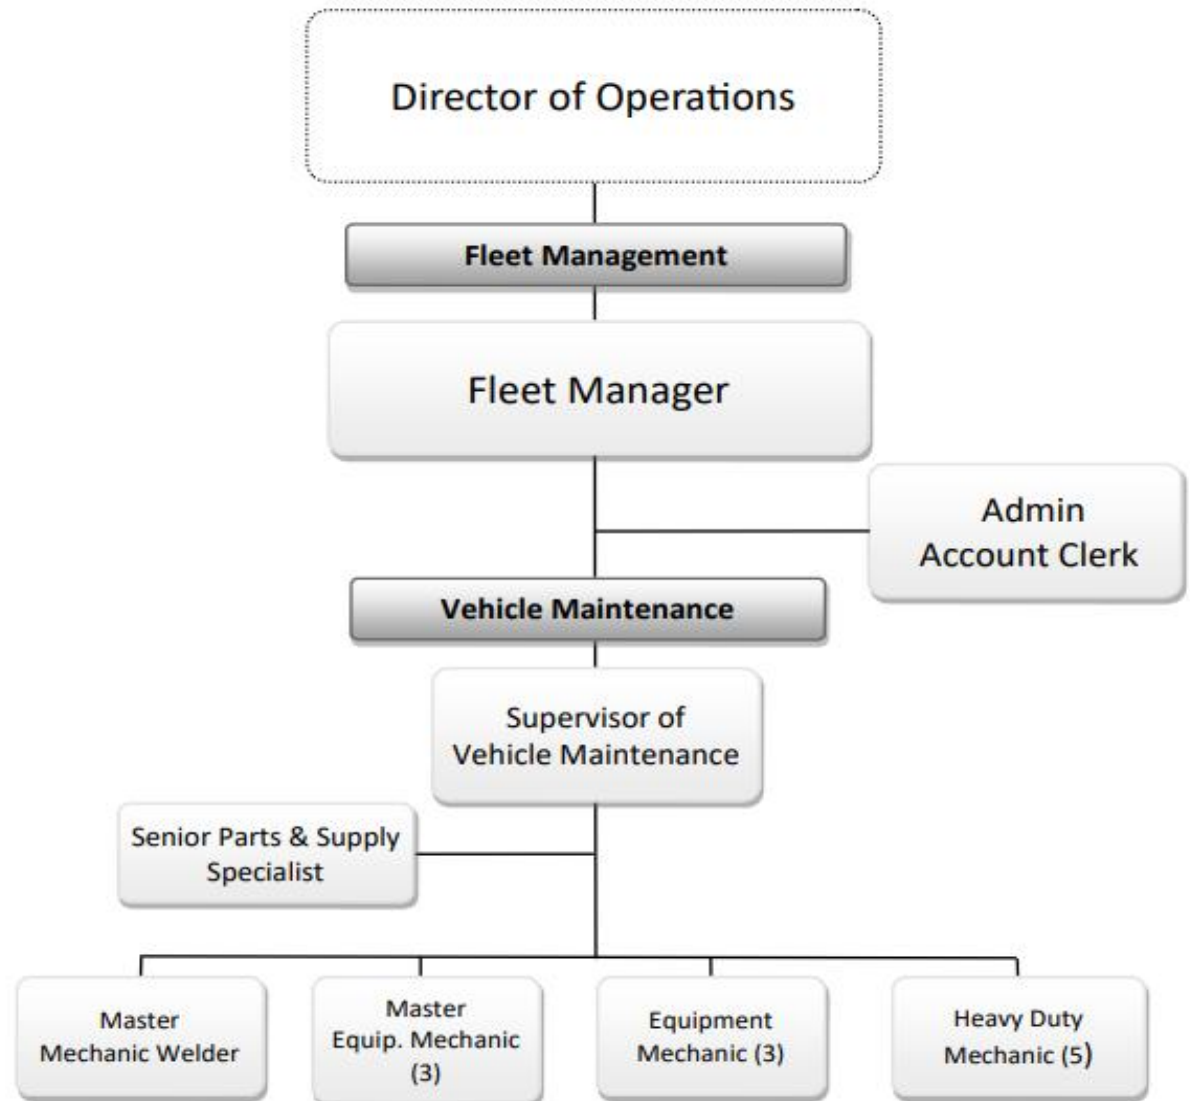 Director of Operations
Fleet Management
Fleet Manager
Admin
Account Clerk
Vehicle Maintenance
Supervisor of
Vehicle Maintenance
Senior Parts & Supply
Specialist
Master
Mechanic Welder
Master
Equip. Mechanic
(3)
Equipment
Mechanic (3)
Heavy Duty
Mechanic (5)